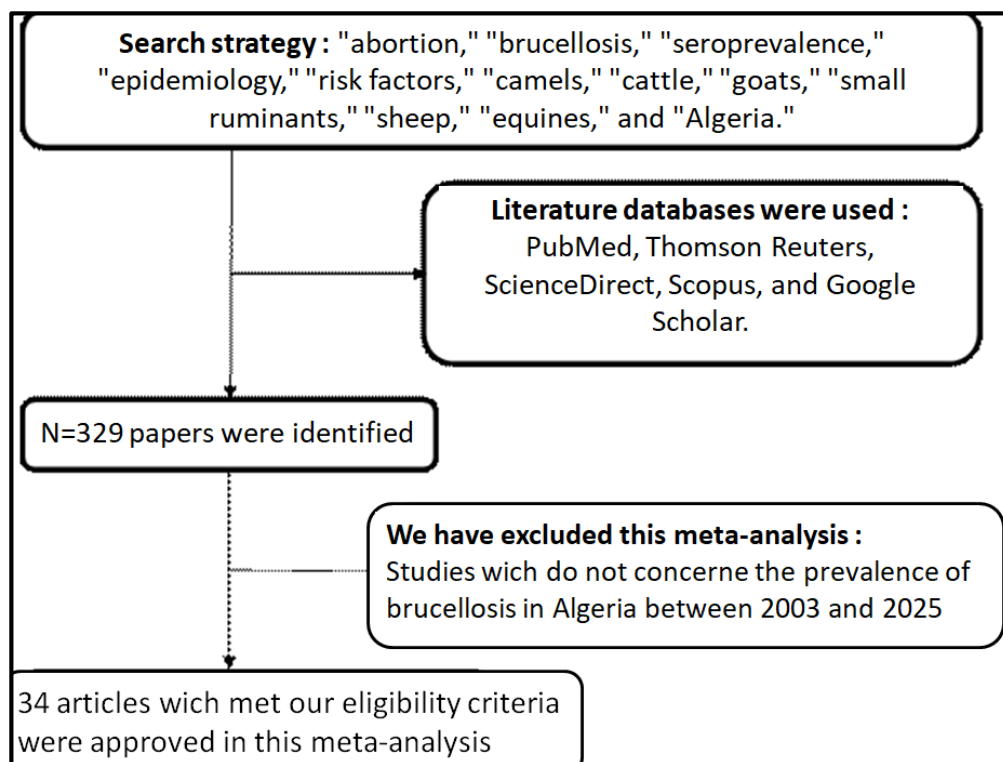 Search strategy : "abortion," "brucellosis," "seroprevalence,"
"epidemiology," "risk factors," "camels," "cattle," "goats," "small
ruminants," "sheep," "equines," and "Algeria."
Literature databases were used :
PubMed, Thomson Reuters,
ScienceDirect, Scopus, and Google
Scholar.
N=329 papers were identified
We have excluded this meta-analysis :
Studies wich do not concerne the prevalence of
brucellosis in Algeria between 2003 and 2025
34 articles wich met our eligibility criteria
were approved in this meta-analysis